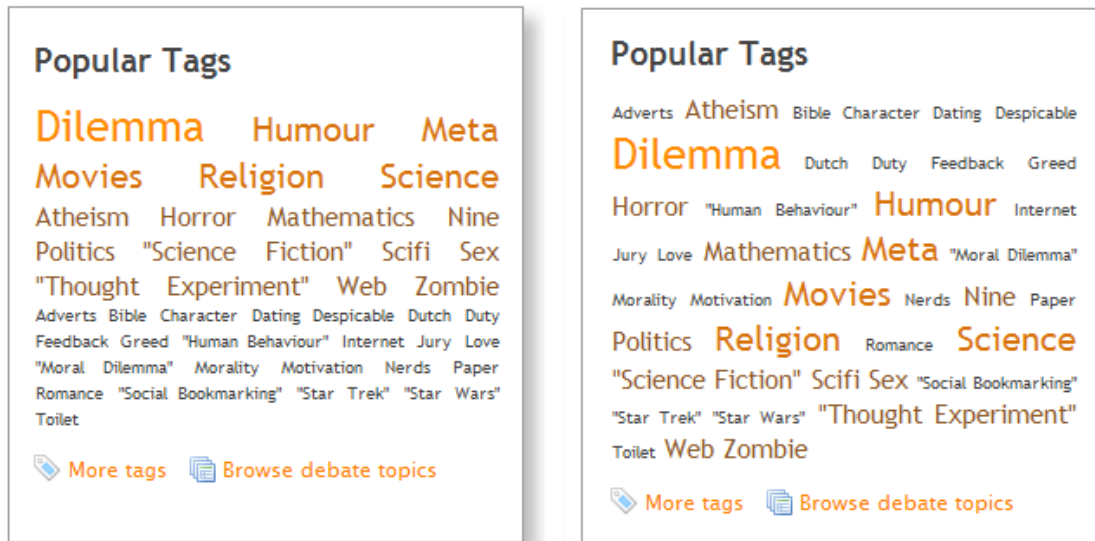 Popular Tags
Dilemma Humour Meta
Movies Religion Science
Atheism Horror Mathematics Nine
Politics "Science Fiction" Scifi Sex
"Thought Experiment" Web Zombie
Adverts Bible Character Dating Despicable Dutch Duty
Feedback Greed "Human Behaviour" Internet Jury Love
"Moral Dilemma" Morality Motivation Nerds Paper
Romance "Social Bookmarking" "Star Trek" "Star Wars"
Toilet
More tags Browse debate topics
Popular Tags
Adverts Atheism Bible Character Dating Despicable
Dilemma Dutch Duty Feedback Greed
Horror "Human Behaviour" Humour Internet
Jury Love Mathematics Meta "Moral Dilemma"
Morality Motivation Movies Nerds Nine Paper
Politics Religion Romance Science
"Science Fiction" Scifi Sex "Social Bookmarking"
"Star Trek" "Star Wars" "Thought Experiment"
Toilet Web Zombie
More tags Browse debate topics